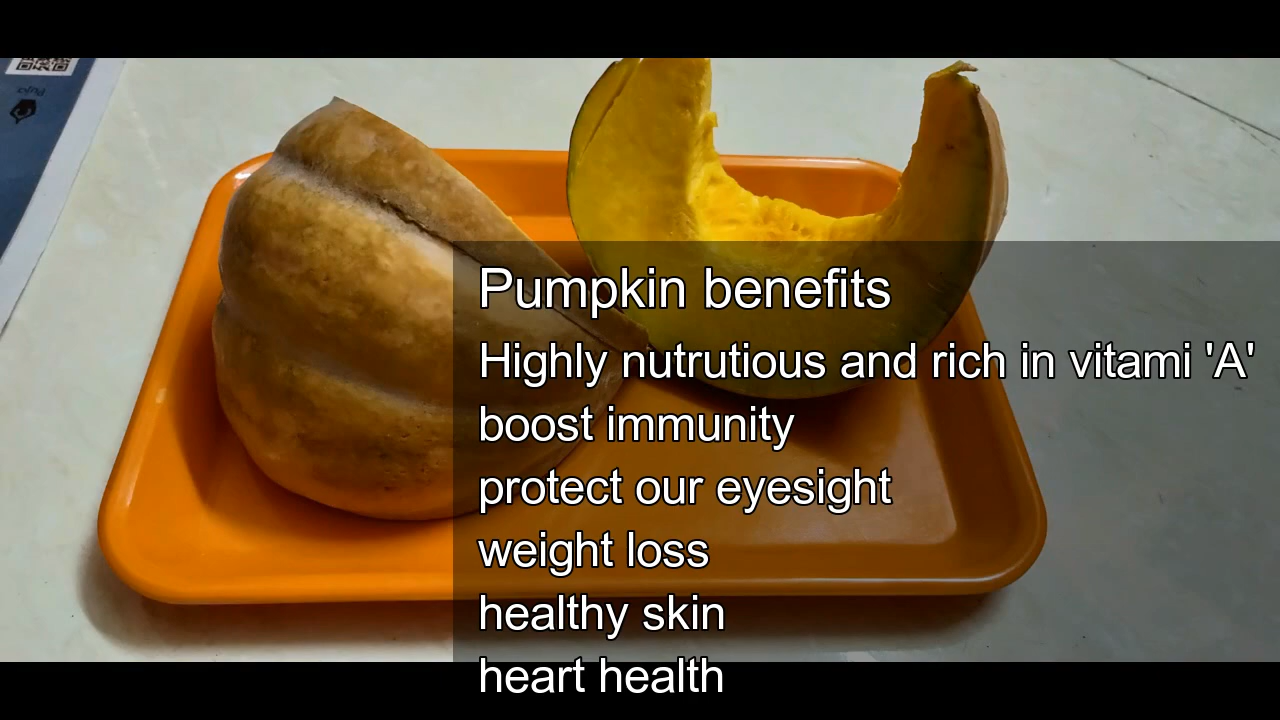 Pumpkin benefits
Highly nutrutious and rich in vitami 'A'
boost immunity
protect our eyesight
weight loss
healthy skin
heart health